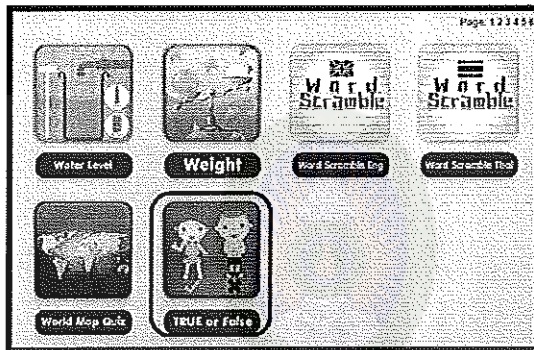 Page: 1 2 3 4 5 6
Word Scramble
Word Scramble
Water Level
Weight
Word Scramble Eng
Word Scramble Thai
World Map Quiz
TRUE or False